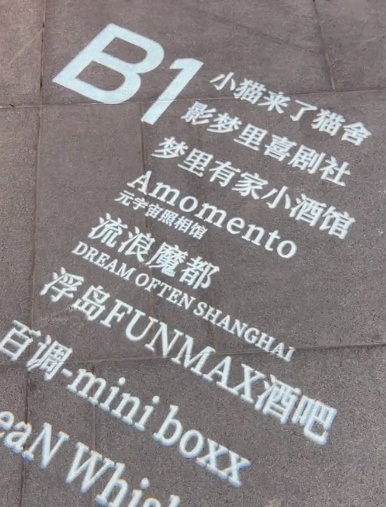 B1
小猫来了猫舍
影梦里喜剧社
梦里有家小酒馆
Amomento
元宇宙照相馆
流浪魔都
DREAM OFTEN SHANGHAI
浮岛FUNMAX酒吧
百调-mini boxx